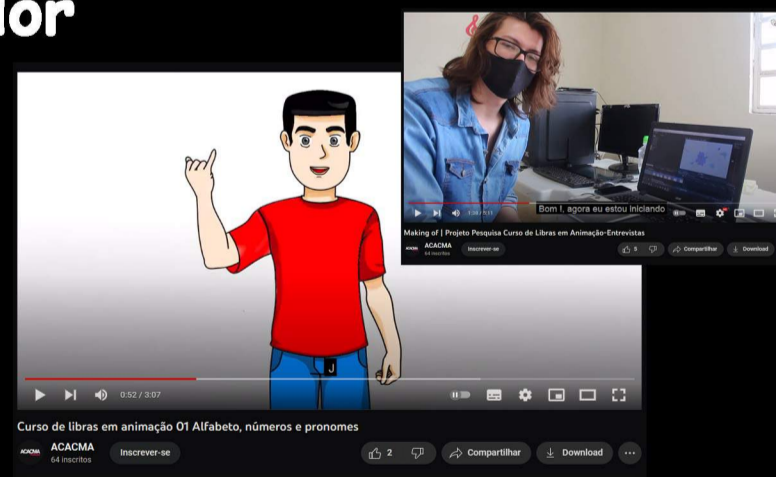 Bom !, agora eu estou iniciando
Making of | Projeto Pesquisa Curso de Libras em Animação-Entrevistas
ACACMA
64 inscritos
Inscrever-se
5
Compartilhar
Download
J
0:52 / 3:07
Curso de libras em animação 01 Alfabeto, números e pronomes
ACACMA
ACACMA
64 inscritos
Inscrever-se
2
Compartilhar
Download